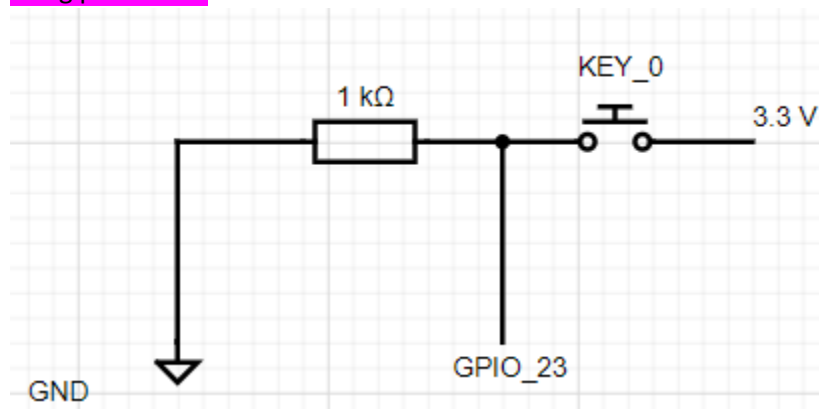 KEY_0
1 kΩ
3.3 V
GPIO_23
GND